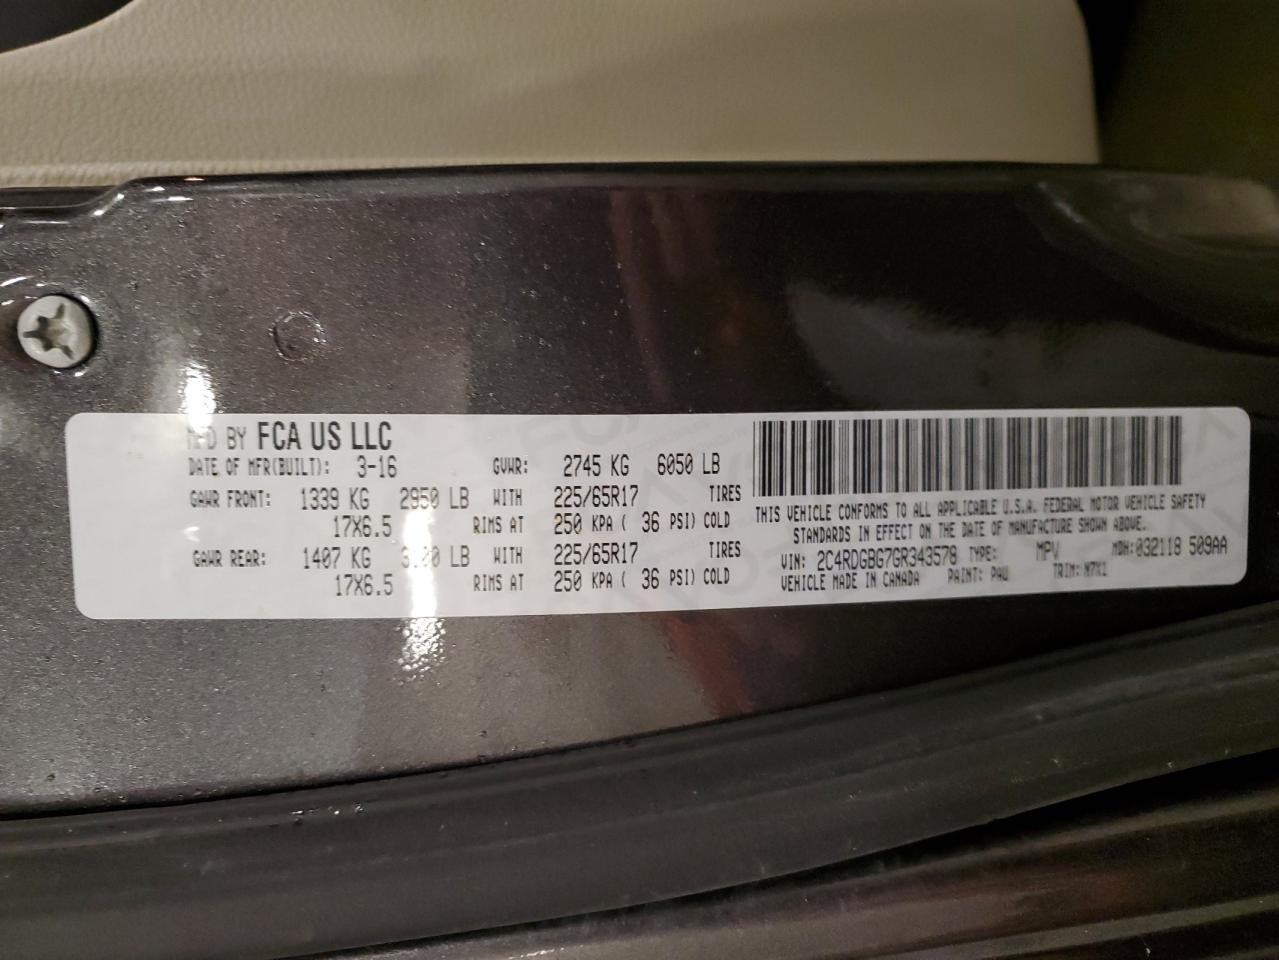 MFD BY FCA US LLC
DATE OF MFR(BUILT): 3-16 GVWR: 2745 KG 6050 LB
GAWR FRONT: 1339 KG 2950 LB WITH 225/65R17 TIRES
17X6.5 RIMS AT 250 KPA ( 36 PSI) COLD
GAWR REAR: 1407 KG 3100 LB WITH 225/65R17 TIRES
17X6.5 RIMS AT 250 KPA ( 36 PSI) COLD
THIS VEHICLE CONFORMS TO ALL APPLICABLE U.S.A. FEDERAL MOTOR VEHICLE SAFETY
STANDARDS IN EFFECT ON THE DATE OF MANUFACTURE SHOWN ABOVE.
VIN: 2C4RDGBG7GR343578 TYPE: MPV MDH:032118 509AA
VEHICLE MADE IN CANADA PAINT: PAU TRIM: